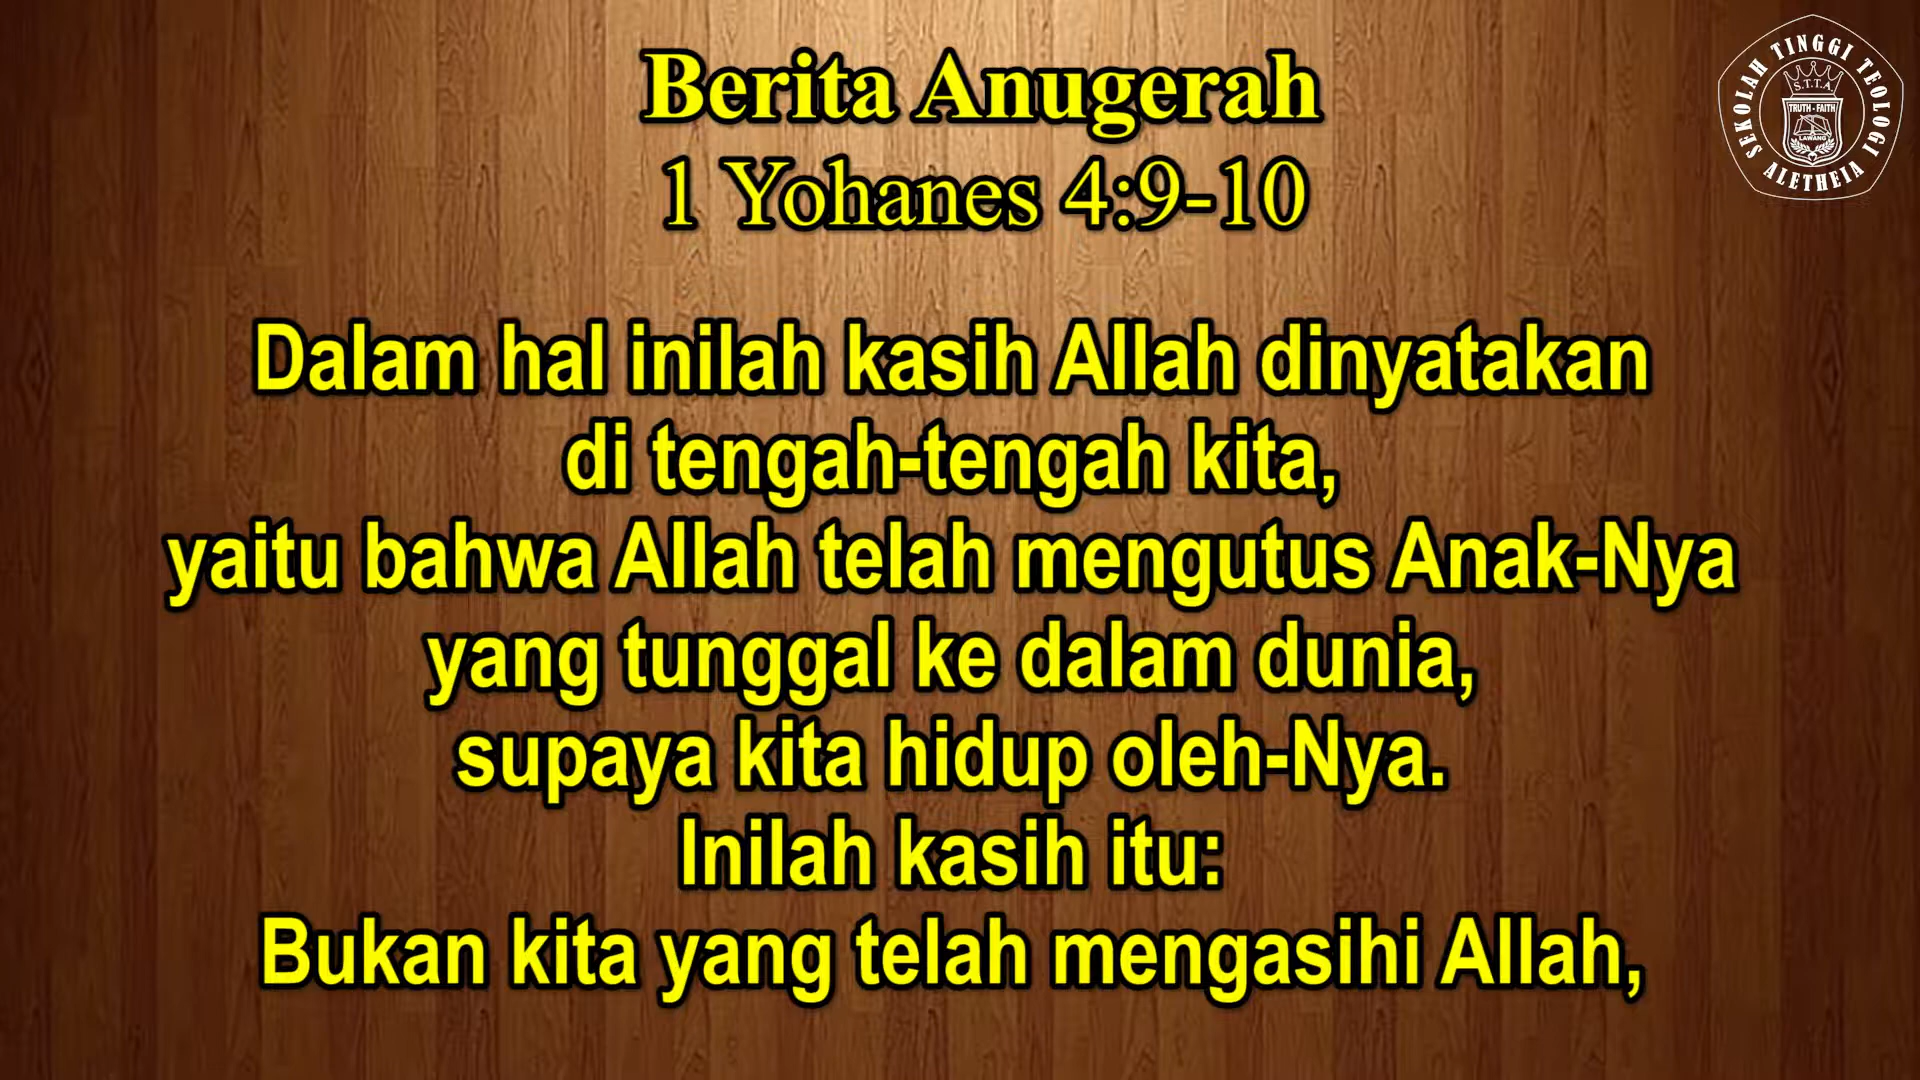 Berita Anugerah
1 Yohanes 4:9-10
Dalam hal inilah kasih Allah dinyatakan
di tengah-tengah kita,
yaitu bahwa Allah telah mengutus Anak-Nya
yang tunggal ke dalam dunia,
supaya kita hidup oleh-Nya.
Inilah kasih itu:
Bukan kita yang telah mengasihi Allah,
SEKOLAH TINGGI TEOLOGI
ALETHEIA
S.T.T.A.
TRUTH - FAITH
LAWANG